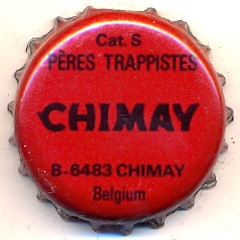 Cat. S
PÈRES TRAPPISTES
CHIMAY
B-6483 CHIMAY
Belgium